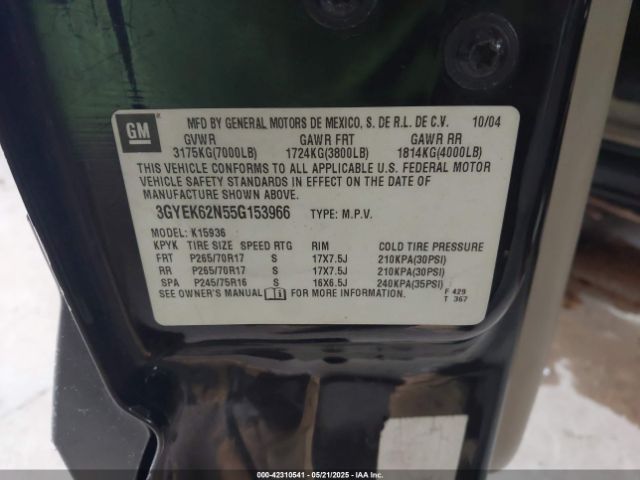 GM
MFD BY GENERAL MOTORS DE MEXICO, S. DE R.L. DE C.V. 10/04
GVWR GAWR FRT GAWR RR
3175KG(7000LB) 1724KG(3800LB) 1814KG(4000LB)
THIS VEHICLE CONFORMS TO ALL APPLICABLE U.S. FEDERAL MOTOR
VEHICLE SAFETY STANDARDS IN EFFECT ON THE DATE OF
MANUFACTURE SHOWN ABOVE.
3GYEK62N55G153966 TYPE: M.P.V.
MODEL: K15936
KPYK TIRE SIZE SPEED RTG RIM COLD TIRE PRESSURE
FRT P265/70R17 S 17X7.5J 210KPA(30PSI)
RR P265/70R17 S 17X7.5J 210KPA(30PSI)
SPA P245/75R16 S 16X6.5J 240KPA(35PSI)
SEE OWNER'S MANUAL FOR MORE INFORMATION.
F 429
T 367
000-42310541 - 05/21/2025 - IAA Inc.